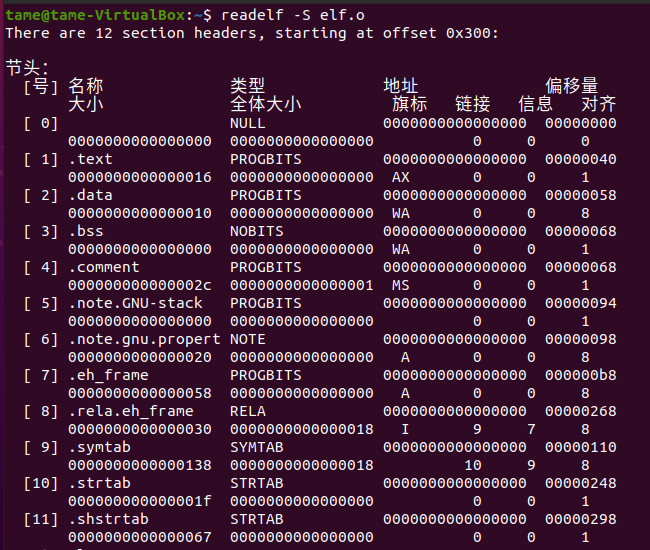 tame@tame-VirtualBox:~$ readelf -S elf.o
There are 12 section headers, starting at offset 0x300:
节头：
[号] 名称 类型 地址 偏移量
大小 全体大小 旗标 链接 信息 对齐
[ 0] NULL 0000000000000000 00000000
0000000000000000 0000000000000000 0 0 0
[ 1] .text PROGBITS 0000000000000000 00000040
0000000000000016 0000000000000000 AX 0 0 1
[ 2] .data PROGBITS 0000000000000000 00000058
0000000000000010 0000000000000000 WA 0 0 8
[ 3] .bss NOBITS 0000000000000000 00000068
0000000000000000 0000000000000000 WA 0 0 1
[ 4] .comment PROGBITS 0000000000000000 00000068
000000000000002c 0000000000000001 MS 0 0 1
[ 5] .note.GNU-stack PROGBITS 0000000000000000 00000094
0000000000000000 0000000000000000 0 0 1
[ 6] .note.gnu.propert NOTE 0000000000000000 00000098
0000000000000020 0000000000000000 A 0 0 8
[ 7] .eh_frame PROGBITS 0000000000000000 000000b8
0000000000000058 0000000000000000 A 0 0 8
[ 8] .rela.eh_frame RELA 0000000000000000 00000268
0000000000000030 0000000000000018 I 9 7 8
[ 9] .symtab SYMTAB 0000000000000000 00000110
0000000000000138 0000000000000018 10 9 8
[10] .strtab STRTAB 0000000000000000 00000248
000000000000001f 0000000000000000 0 0 1
[11] .shstrtab STRTAB 0000000000000000 00000298
0000000000000067 0000000000000000 0 0 1